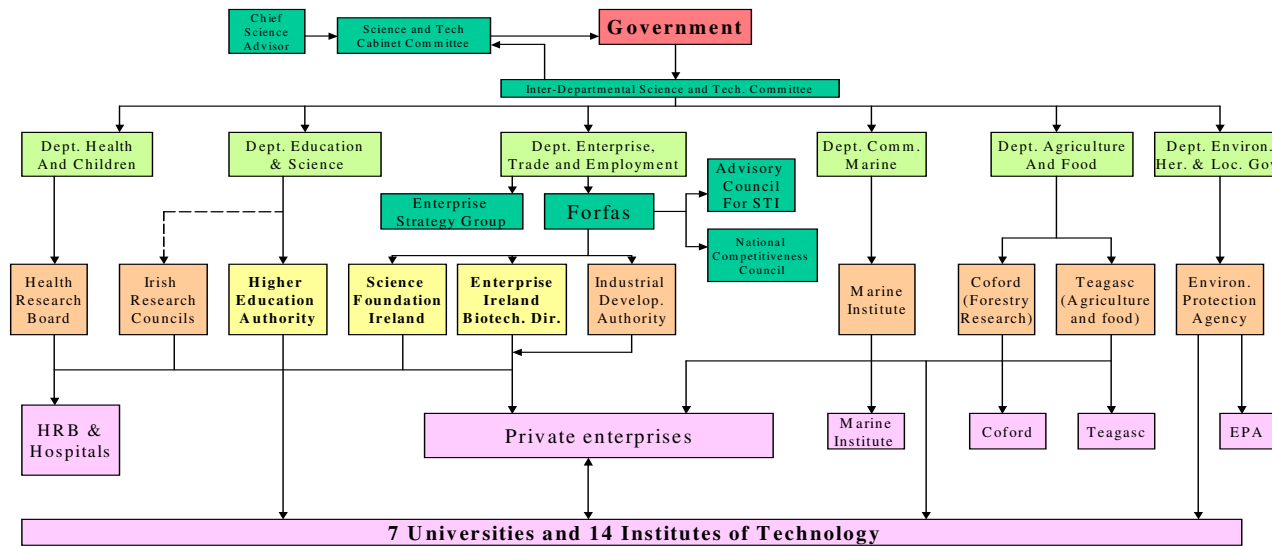 Chief
Science
Advisor
Science and Tech
Cabinet Committee
Government
Inter-Departmental Science and Tech. Committee
Dept. Health
And Children
Dept. Education
& Science
Dept. Enterprise,
Trade and Employment
Dept. Comm.
Marine
Dept. Agriculture
And Food
Dept. Environ.
Her. & Loc. Gov
Enterprise
Strategy Group
Forfas
Advisory
Council
For STI
National
Competitiveness
Council
Health
Research
Board
Irish
Research
Councils
Higher
Education
Authority
Science
Foundation
Ireland
Enterprise
Ireland
Biotech. Dir.
Industrial
Develop.
Authority
Marine
Institute
Coford
(Forestry
Research)
Teagasc
(Agriculture
and food)
Environ.
Protection
Agency
HRB &
Hospitals
Private enterprises
Marine
Institute
Coford
Teagasc
EPA
7 Universities and 14 Institutes of Technology